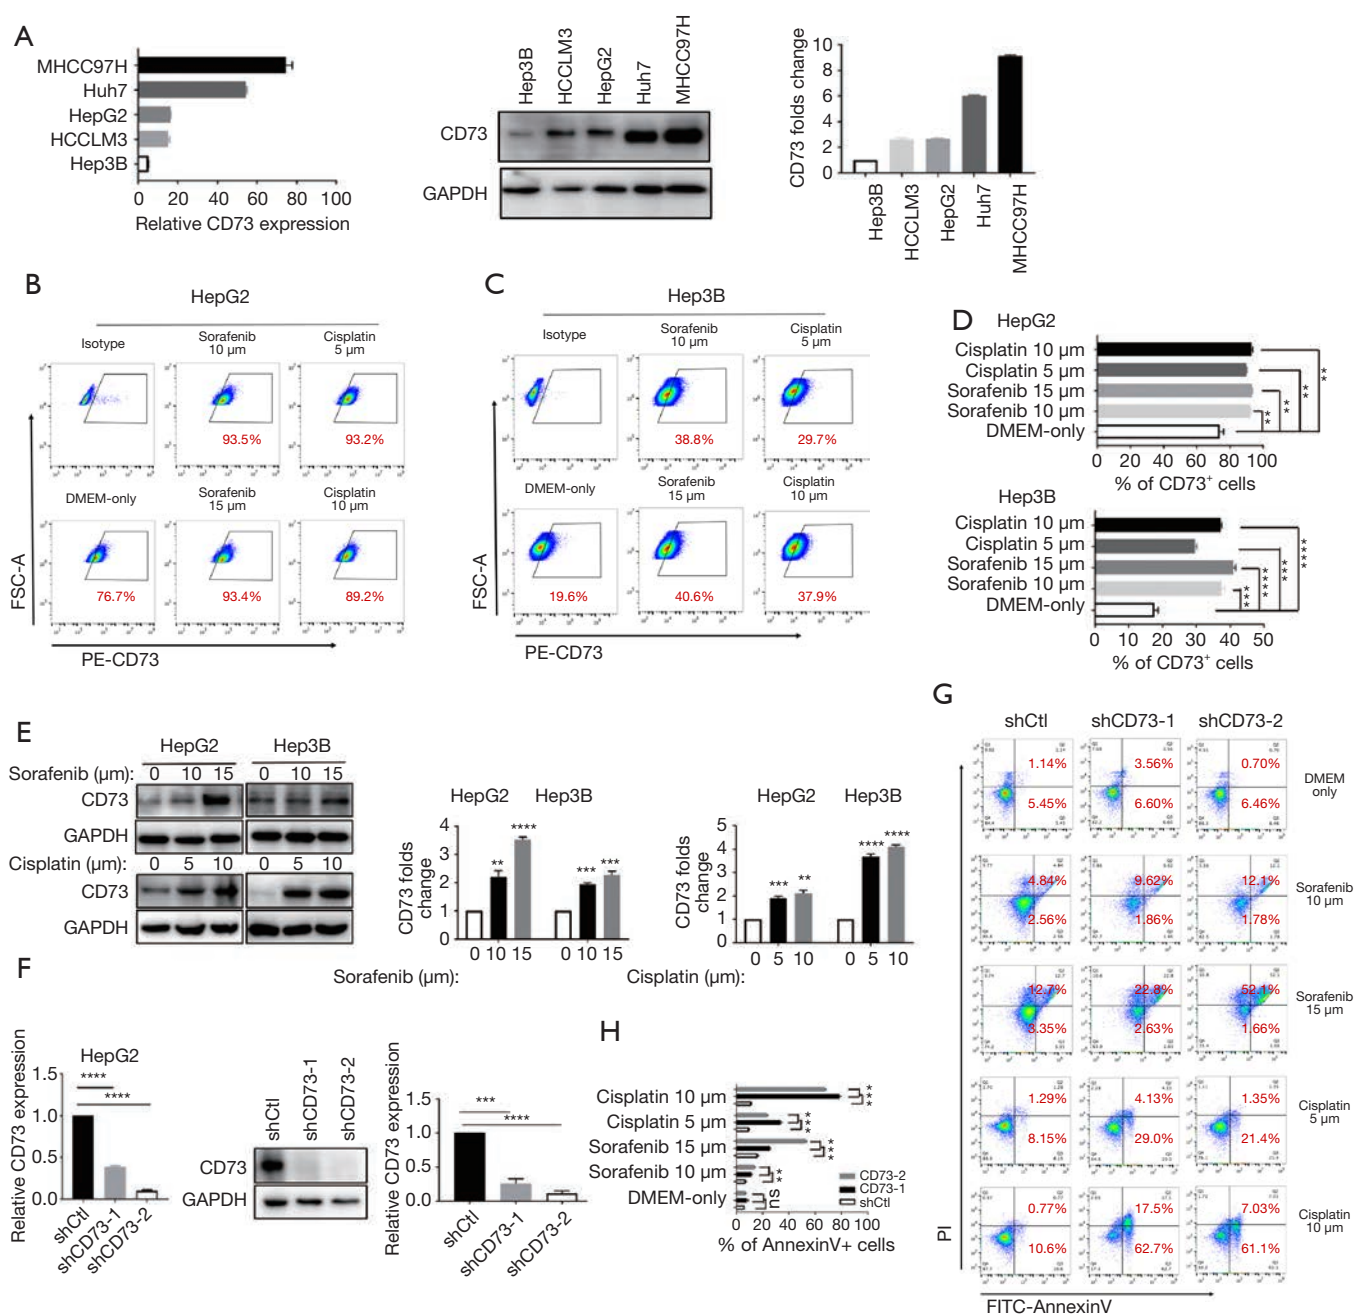 A
MHCC97H
Huh7
HepG2
HCCLM3
Hep3B
0 20 40 60 80 100
Relative CD73 expression
Hep3B
HCCLM3
HepG2
Huh7
MHCC97H
CD73
GAPDH
CD73 folds change
10
8
6
4
2
0
Hep3B
HCCLM3
HepG2
Huh7
MHCC97H
B
HepG2
Isotype
Sorafenib
10 μm
Cisplatin
5 μm
93.5%
93.2%
DMEM-only
Sorafenib
15 μm
Cisplatin
10 μm
76.7%
93.4%
89.2%
FSC-A
PE-CD73
C
Hep3B
Isotype
Sorafenib
10 μm
Cisplatin
5 μm
38.8%
29.7%
DMEM-only
Sorafenib
15 μm
Cisplatin
10 μm
19.6%
40.6%
37.9%
FSC-A
PE-CD73
D
HepG2
Cisplatin 10 μm
Cisplatin 5 μm
Sorafenib 15 μm
Sorafenib 10 μm
DMEM-only
** ** ** **
0 20 40 60 80 100
% of CD73⁺ cells
Hep3B
Cisplatin 10 μm
Cisplatin 5 μm
Sorafenib 15 μm
Sorafenib 10 μm
DMEM-only
*** **** *** ****
0 10 20 30 40 50
% of CD73⁺ cells
E
HepG2 Hep3B
Sorafenib (μm): 0 10 15 0 10 15
CD73
GAPDH
Cisplatin (μm): 0 5 10 0 5 10
CD73
GAPDH
HepG2 Hep3B
CD73 folds
change
4
3
2
1
0
** **** *** ***
0 10 15 0 10 15
Sorafenib (μm):
HepG2 Hep3B
CD73 folds
change
5
4
3
2
1
0
*** ** **** ****
0 5 10 0 5 10
Cisplatin (μm):
F
HepG2
Relative CD73 expression
1.5
1.0
0.5
0.0
****
****
shCtl
shCD73-1
shCD73-2
shCtl
shCD73-1
shCD73-2
CD73
GAPDH
Relative CD73 expression
1.5
1.0
0.5
0.0
***
****
shCtl
shCD73-1
shCD73-2
H
Cisplatin 10 μm
Cisplatin 5 μm
Sorafenib 15 μm
Sorafenib 10 μm
DMEM-only
ns
CD73-2
CD73-1
shCtl
0 20 40 60 80 100
% of AnnexinV+ cells
G
shCtl shCD73-1 shCD73-2
1.14% 3.56% 0.70%
5.45% 6.60% 6.46%
DMEM
only
4.84% 9.62% 12.1%
2.56% 1.86% 1.78%
Sorafenib
10 μm
12.7% 22.8% 52.1%
3.35% 2.63% 1.66%
Sorafenib
15 μm
1.29% 4.13% 1.35%
8.15% 29.0% 21.4%
Cisplatin
5 μm
0.77% 17.5% 7.03%
10.6% 62.7% 61.1%
Cisplatin
10 μm
PI
FITC-AnnexinV